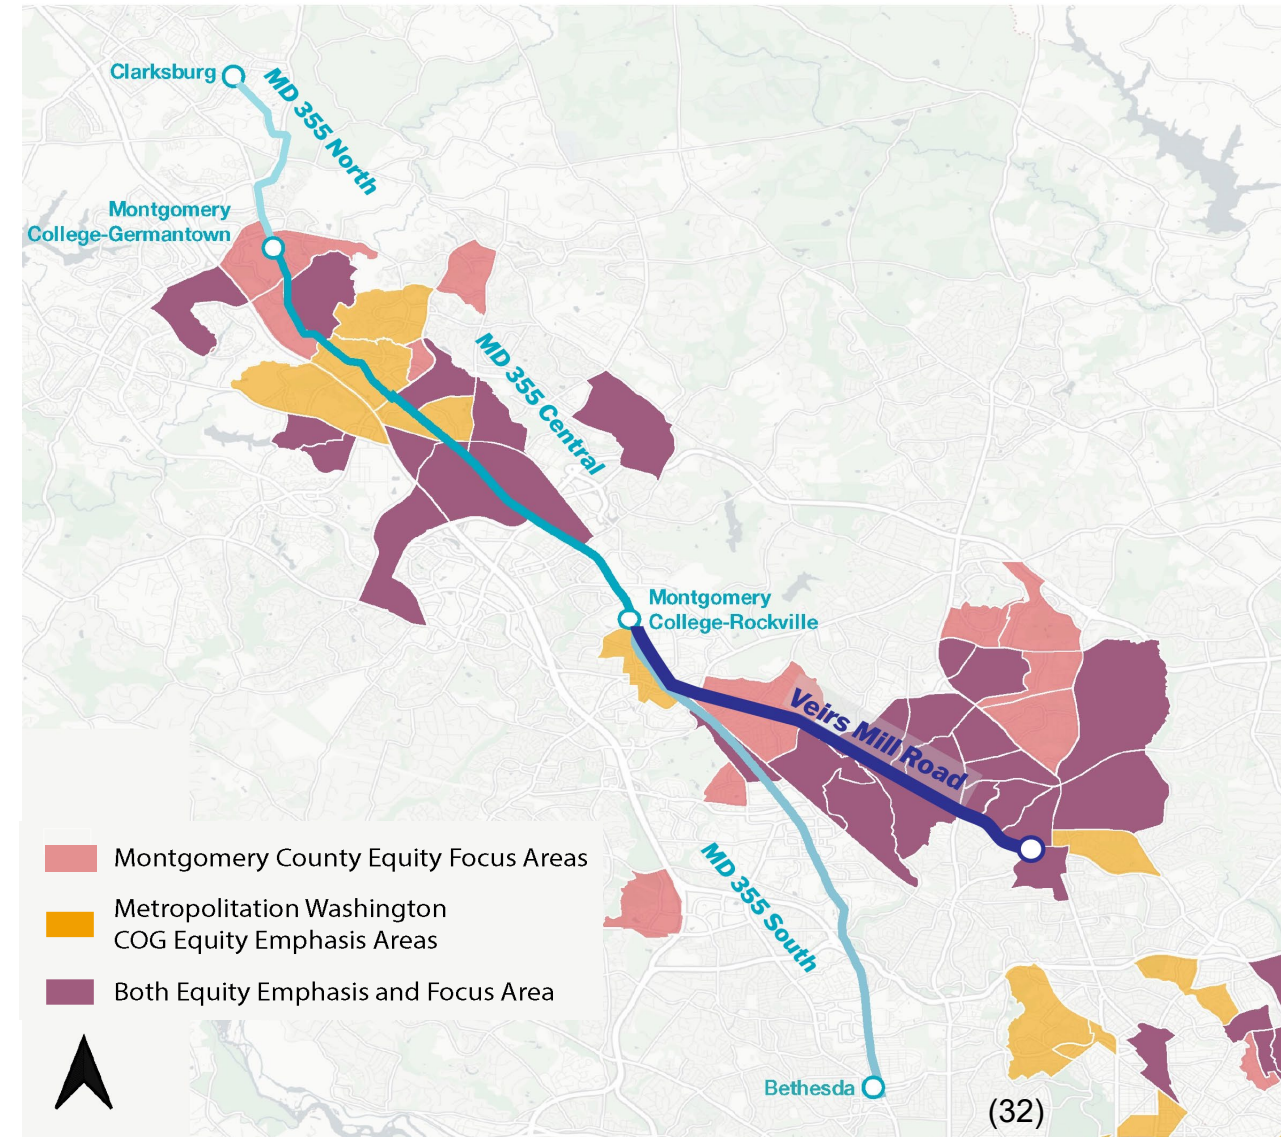 Clarksburg
MD 355 North
Montgomery
College-Germantown
MD 355 Central
Montgomery
College-Rockville
Veirs Mill Road
MD 355 South
Bethesda
Montgomery County Equity Focus Areas
Metropolitation Washington
COG Equity Emphasis Areas
Both Equity Emphasis and Focus Area
(32)